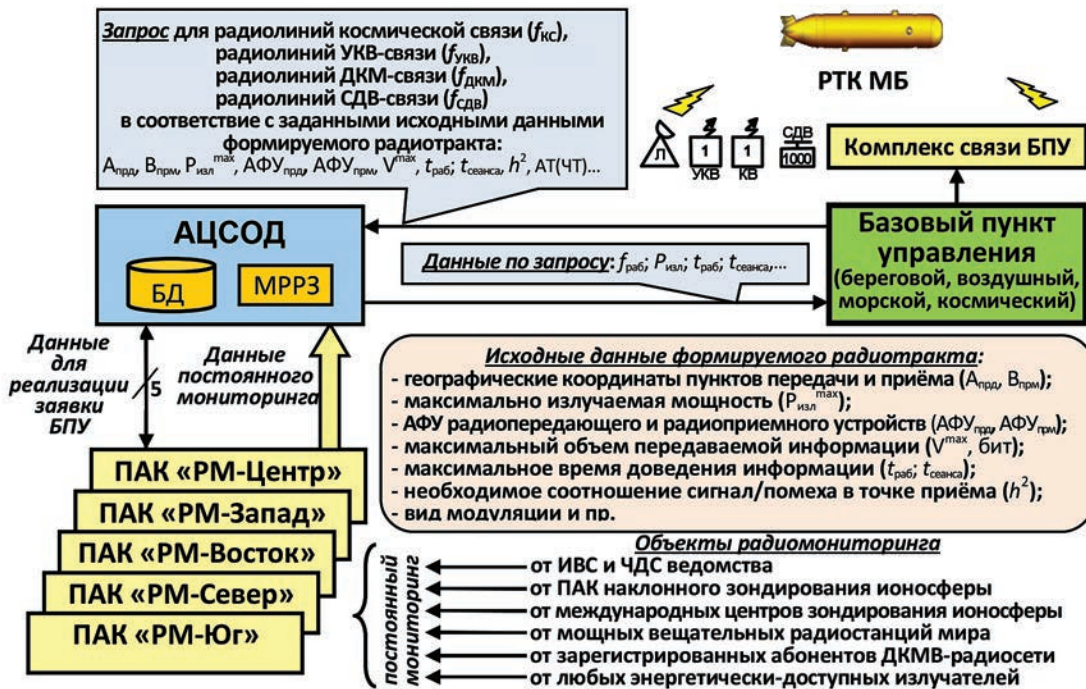 Запрос для радиолиний космической связи (fКС),
радиолиний УКВ-связи (fУКВ),
радиолиний ДКМ-связи (fДКМ),
радиолиний СДВ-связи (fСДВ)
в соответствие с заданными исходными данными
формируемого радиотракта:
Aпрд, Bпрм, Pизл^max, АФУпрд, АФУпрм, V^max, tраб; tсеанса, h², АТ(ЧТ)...
РТК МБ
Л
1
УКВ
1
КВ
СДВ
1000
Комплекс связи БПУ
АЦСОД
БД
МРРЗ
Данные по запросу: fраб; Pизл; tраб; tсеанса,...
Базовый пункт
управления
(береговой, воздушный,
морской, космический)
Данные
для
реализации
заявки
БПУ
5
Данные
постоянного
мониторинга
Исходные данные формируемого радиотракта:
- географические координаты пунктов передачи и приёма (Aпрд, Bпрм);
- максимально излучаемая мощность (Pизл^max);
- АФУ радиопередающего и радиоприемного устройств (АФУпрд, АФУпрм);
- максимальный объем передаваемой информации (V^max, бит);
- максимальное время доведения информации (tраб; tсеанса);
- необходимое соотношение сигнал/помеха в точке приёма (h²);
- вид модуляции и пр.
ПАК «РМ-Центр»
ПАК «РМ-Запад»
ПАК «РМ-Восток»
ПАК «РМ-Север»
ПАК «РМ-Юг»
постоянный
мониторинг
Объекты радиомониторинга
от ИВС и ЧДС ведомства
от ПАК наклонного зондирования ионосферы
от международных центров зондирования ионосферы
от мощных вещательных радиостанций мира
от зарегистрированных абонентов ДКМВ-радиосети
от любых энергетически-доступных излучателей